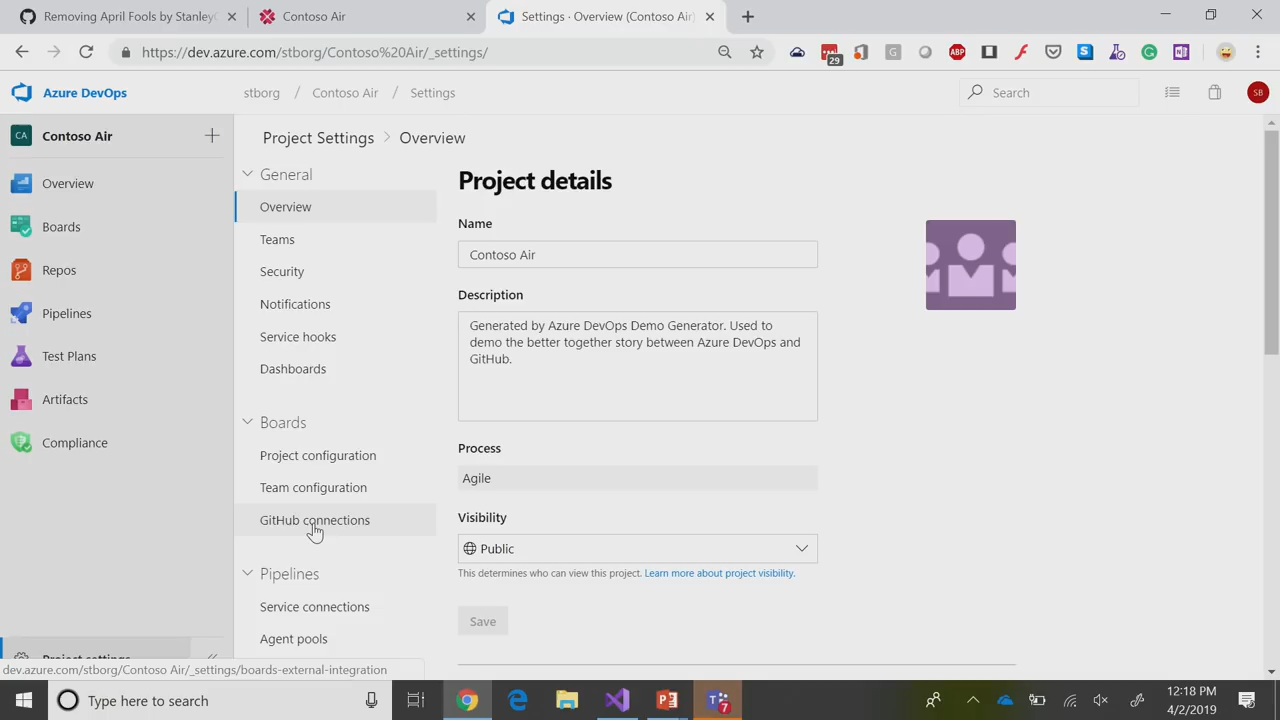 Removing April Fools by Stanley
Contoso Air
Settings · Overview (Contoso Air)
https://dev.azure.com/stborg/Contoso%20Air/_settings/
29
G
ABP
S
N
Azure DevOps
stborg / Contoso Air / Settings
Search
SB
CA
Contoso Air
Overview
Boards
Repos
Pipelines
Test Plans
Artifacts
Compliance
Project Settings > Overview
General
Overview
Teams
Security
Notifications
Service hooks
Dashboards
Boards
Project configuration
Team configuration
GitHub connections
Pipelines
Service connections
Agent pools
Project details
Name
Contoso Air
Description
Generated by Azure DevOps Demo Generator. Used to
demo the better together story between Azure DevOps and
GitHub.
Process
Agile
Visibility
Public
This determines who can view this project. Learn more about project visibility.
Save
Project settings
dev.azure.com/stborg/Contoso Air/_settings/boards-external-integration
Type here to search
7
12:18 PM
4/2/2019